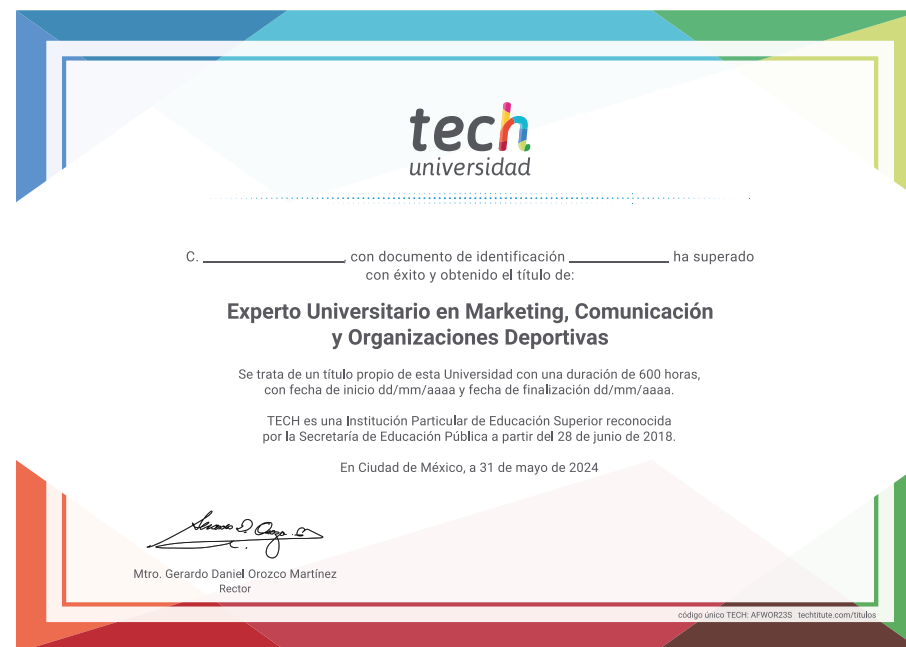 tech
universidad
C. ____________, con documento de identificación ____________ ha superado
con éxito y obtenido el título de:
Experto Universitario en Marketing, Comunicación
y Organizaciones Deportivas
Se trata de un título propio de esta Universidad con una duración de 600 horas,
con fecha de inicio dd/mm/aaaa y fecha de finalización dd/mm/aaaa.
TECH es una Institución Particular de Educación Superior reconocida
por la Secretaría de Educación Pública a partir del 28 de junio de 2018.
En Ciudad de México, a 31 de mayo de 2024
Mtro. Gerardo Daniel Orozco Martínez
Rector
código único TECH: AFWOR23S techtitute.com/titulos